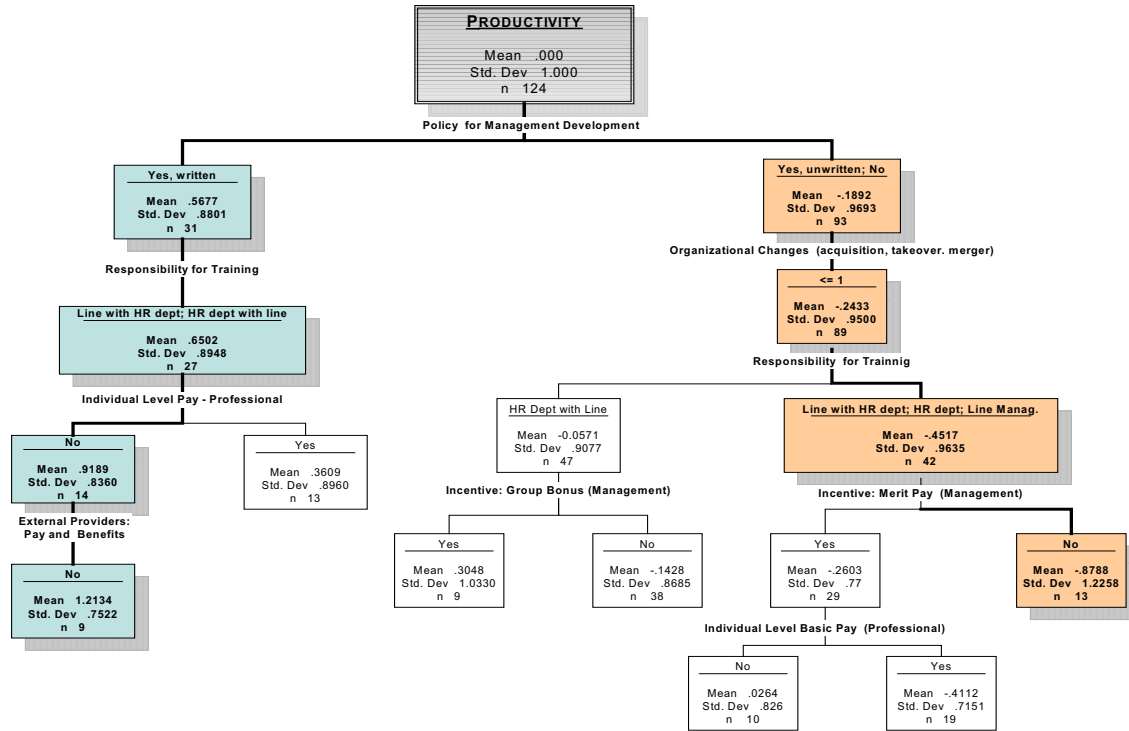 PRODUCTIVITY
Mean .000
Std. Dev 1.000
n 124
Policy for Management Development
Yes, written
Mean .5677
Std. Dev .8801
n 31
Yes, unwritten; No
Mean -.1892
Std. Dev .9693
n 93
Responsibility for Training
Organizational Changes (acquisition, takeover. merger)
Line with HR dept; HR dept with line
Mean .6502
Std. Dev .8948
n 27
<= 1
Mean -.2433
Std. Dev .9500
n 89
Individual Level Pay - Professional
Responsibility for Trainnig
No
Mean .9189
Std. Dev .8360
n 14
Yes
Mean .3609
Std. Dev .8960
n 13
HR Dept with Line
Mean -0.0571
Std. Dev .9077
n 47
Line with HR dept; HR dept; Line Manag.
Mean -.4517
Std. Dev .9635
n 42
External Providers:
Pay and Benefits
Incentive: Group Bonus (Management)
Incentive: Merit Pay (Management)
No
Mean 1.2134
Std. Dev .7522
n 9
Yes
Mean .3048
Std. Dev 1.0330
n 9
No
Mean -.1428
Std. Dev .8685
n 38
Yes
Mean -.2603
Std. Dev .77
n 29
No
Mean -.8788
Std. Dev 1.2258
n 13
Individual Level Basic Pay (Professional)
No
Mean .0264
Std. Dev .826
n 10
Yes
Mean -.4112
Std. Dev .7151
n 19